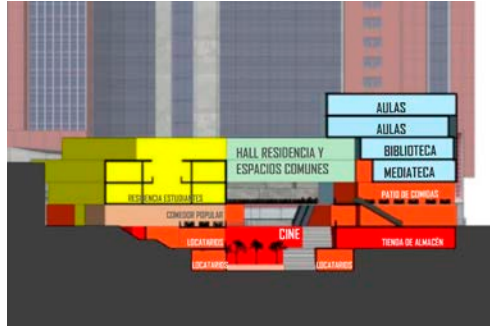 AULAS
AULAS
HALL RESIDENCIA Y
ESPACIOS COMUNES
BIBLIOTECA
MEDIATECA
RESIDENCIA ESTUDIANTES
PATIO DE COMIDAS
COMEDOR POPULAR
LOCATARIOS
CINE
TIENDA DE ALMACÉN
LOCATARIOS
LOCATARIOS